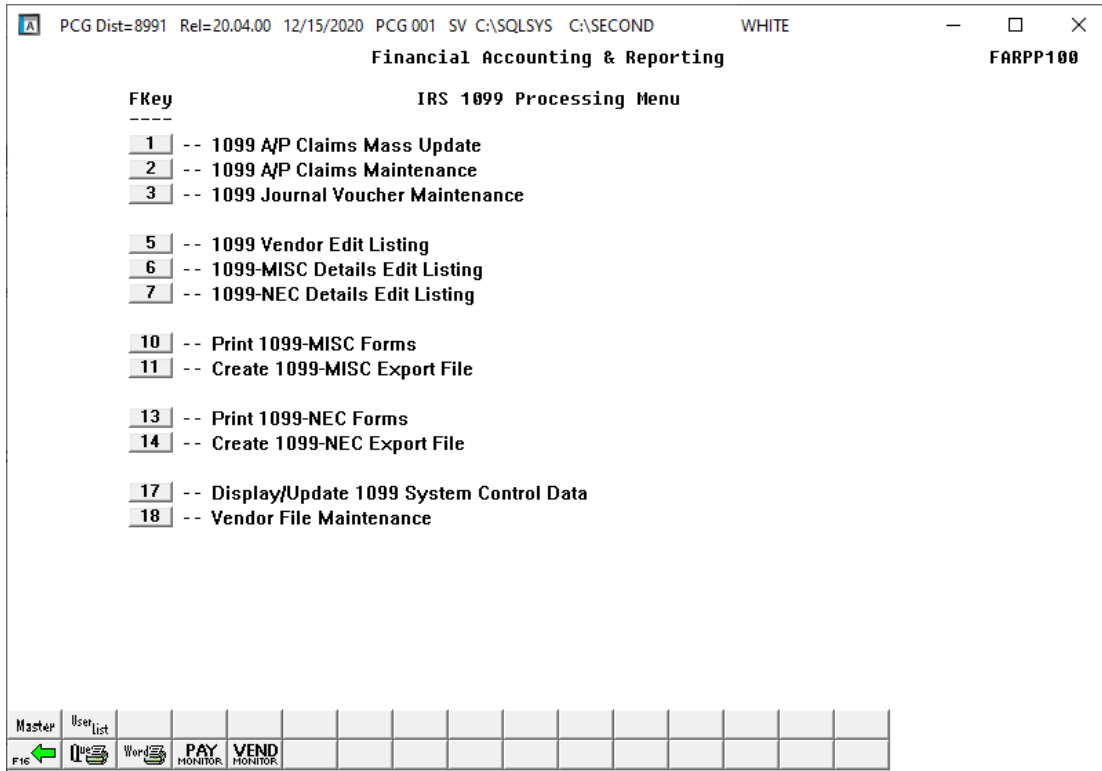 A PCG Dist=8991 Rel=20.04.00 12/15/2020 PCG 001 SV C:\SQLSYS C:\SECOND WHITE
Financial Accounting & Reporting FARPP100
FKey IRS 1099 Processing Menu
----
1 -- 1099 A/P Claims Mass Update
2 -- 1099 A/P Claims Maintenance
3 -- 1099 Journal Voucher Maintenance
5 -- 1099 Vendor Edit Listing
6 -- 1099-MISC Details Edit Listing
7 -- 1099-NEC Details Edit Listing
10 -- Print 1099-MISC Forms
11 -- Create 1099-MISC Export File
13 -- Print 1099-NEC Forms
14 -- Create 1099-NEC Export File
17 -- Display/Update 1099 System Control Data
18 -- Vendor File Maintenance
Master User List
F16 Que Word PAY MONITOR VEND MONITOR